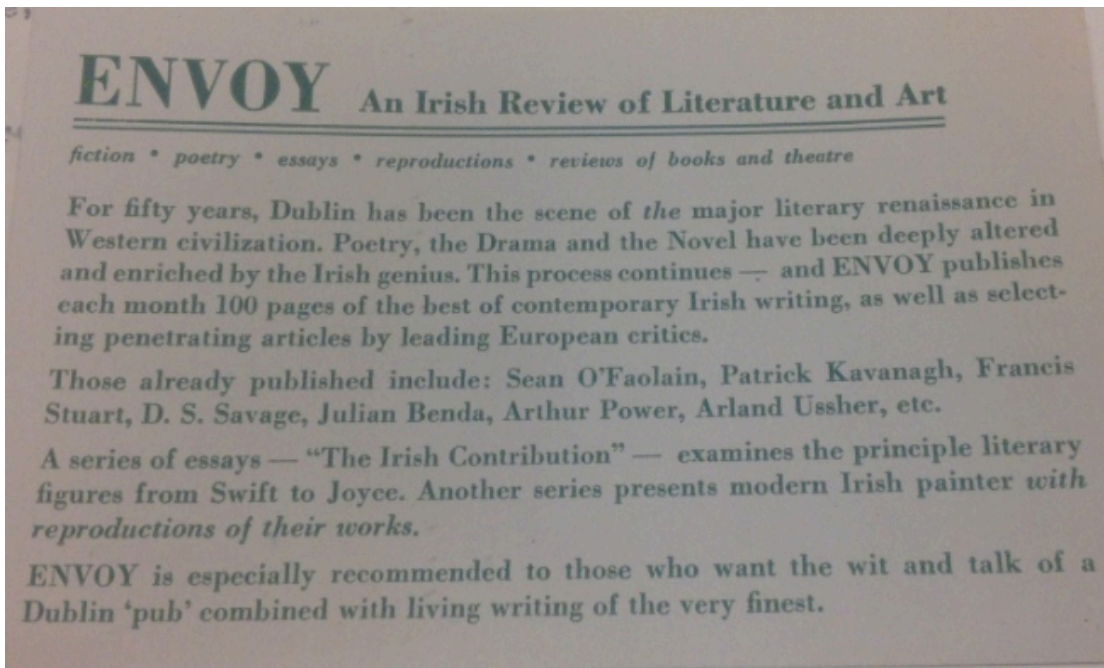 ENVOY An Irish Review of Literature and Art
fiction * poetry * essays * reproductions * reviews of books and theatre
For fifty years, Dublin has been the scene of the major literary renaissance in
Western civilization. Poetry, the Drama and the Novel have been deeply altered
and enriched by the Irish genius. This process continues — and ENVOY publishes
each month 100 pages of the best of contemporary Irish writing, as well as select-
ing penetrating articles by leading European critics.
Those already published include: Sean O'Faolain, Patrick Kavanagh, Francis
Stuart, D. S. Savage, Julian Benda, Arthur Power, Arland Ussher, etc.
A series of essays — “The Irish Contribution” — examines the principle literary
figures from Swift to Joyce. Another series presents modern Irish painter with
reproductions of their works.
ENVOY is especially recommended to those who want the wit and talk of a
Dublin ‘pub’ combined with living writing of the very finest.